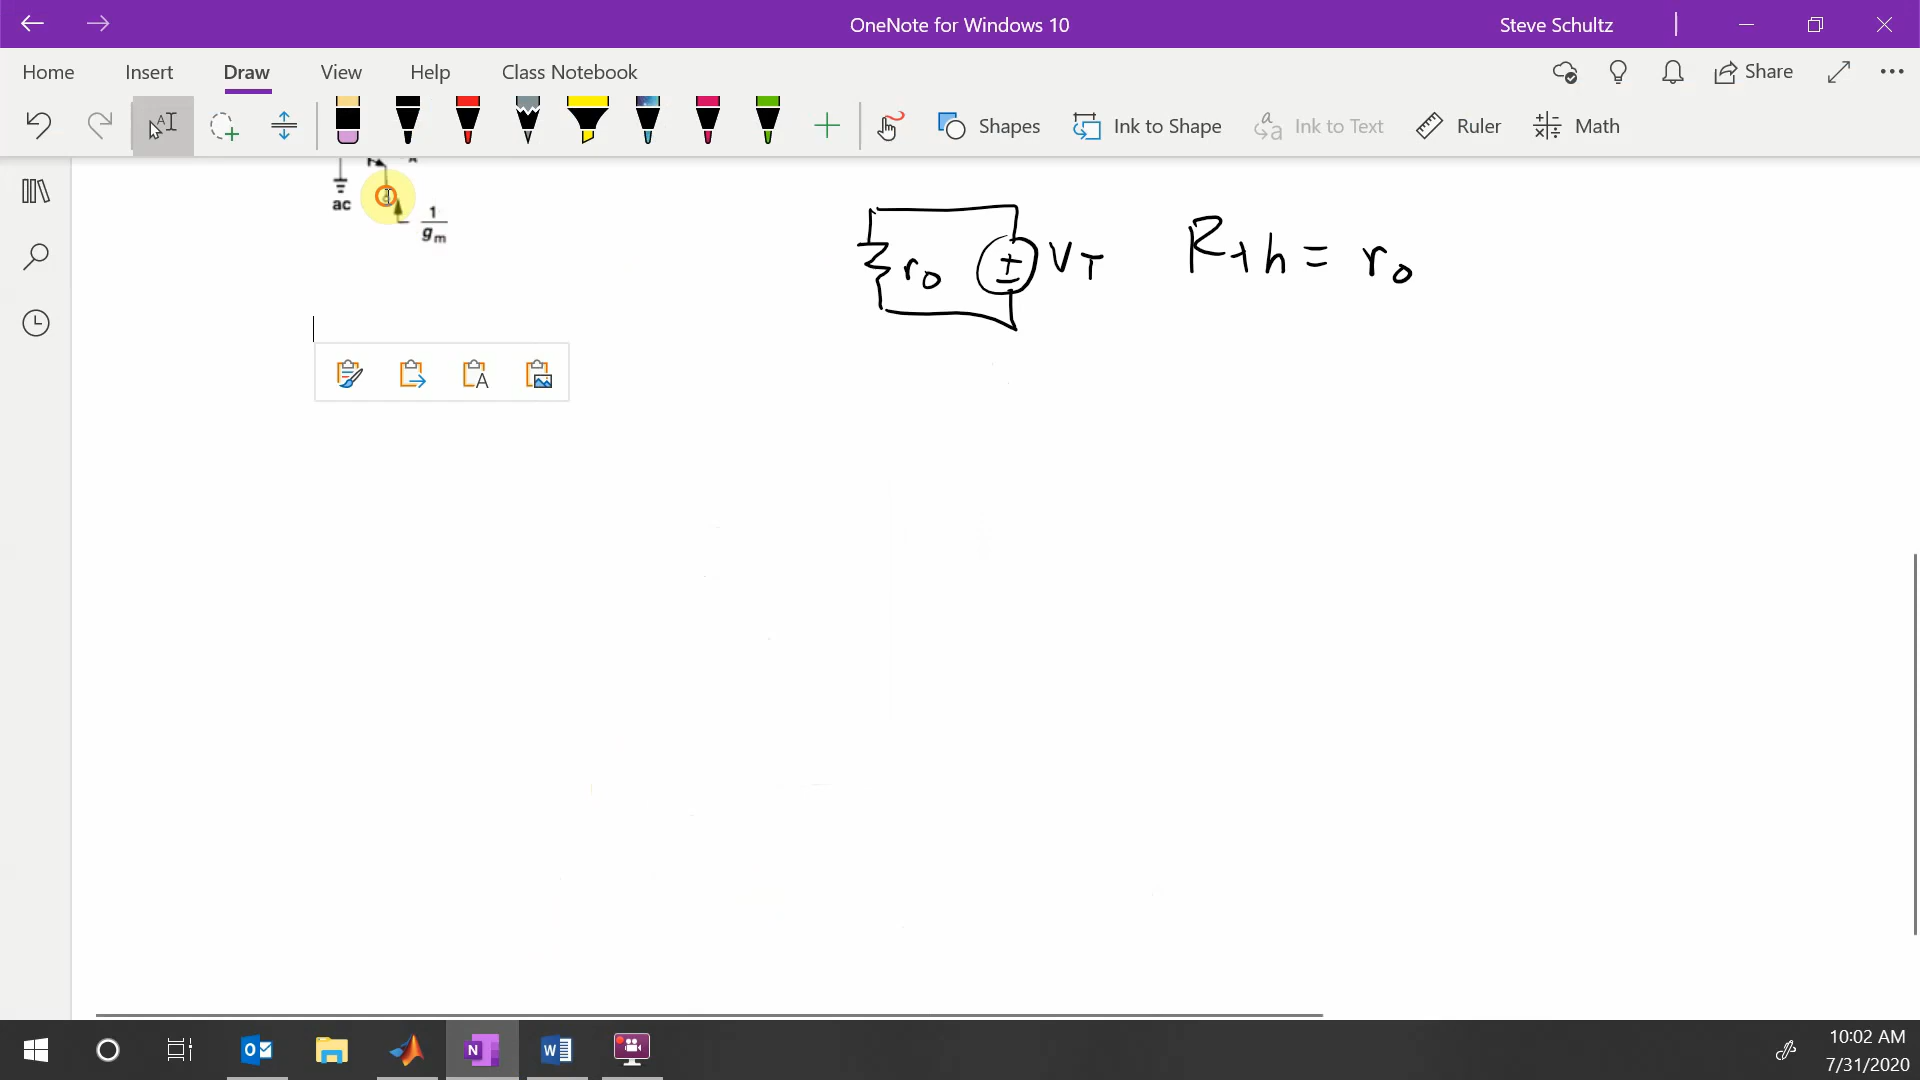 OneNote for Windows 10
Steve Schultz
Home Insert Draw View Help Class Notebook
Share
Shapes
Ink to Shape
Ink to Text
Ruler
Math
ac
1
gm
ro
+
VT
Rth = ro
10:02 AM
7/31/2020